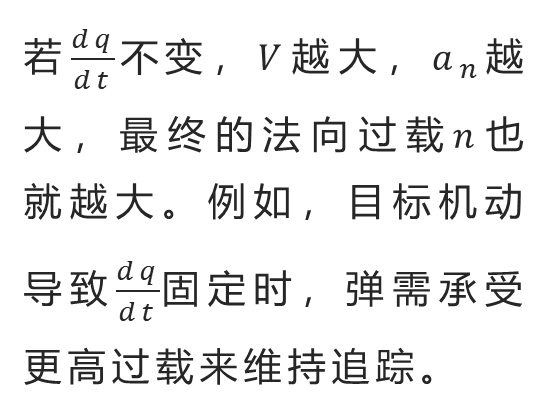 若dq/dt不变，V越大，aₙ越
大，最终的法向过载n也
就越大。例如，目标机动
导致dq/dt固定时，弹需承受
更高过载来维持追踪。